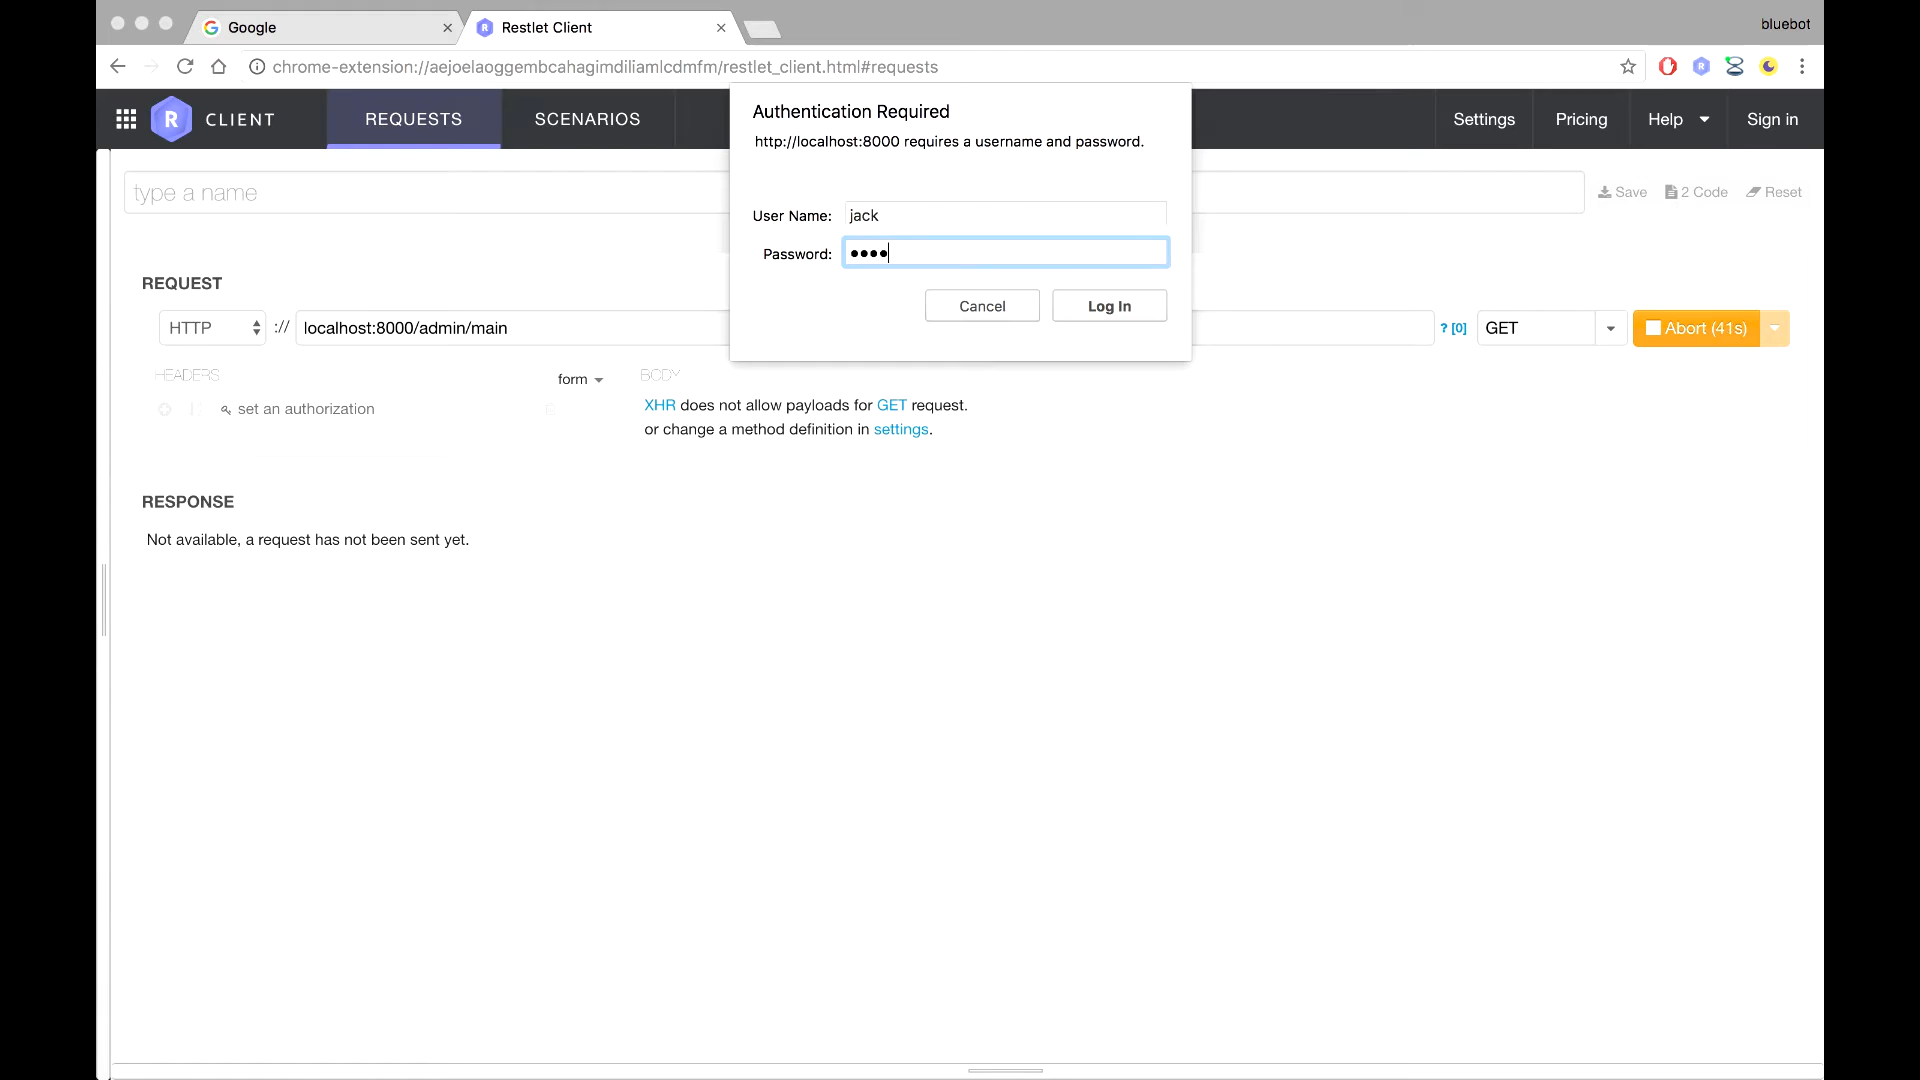 Google
Restlet Client
bluebot
chrome-extension://aejoelaoggembcahagimdiliamlcdmfm/restlet_client.html#requests
R CLIENT
REQUESTS
SCENARIOS
Settings
Pricing
Help
Sign in
Authentication Required
http://localhost:8000 requires a username and password.
User Name: jack
Password: ••••
Cancel
Log In
type a name
Save
2 Code
Reset
REQUEST
HTTP :// localhost:8000/admin/main
? [0]
GET
Abort (41s)
HEADERS
form
BODY
set an authorization
XHR does not allow payloads for GET request.
or change a method definition in settings.
RESPONSE
Not available, a request has not been sent yet.